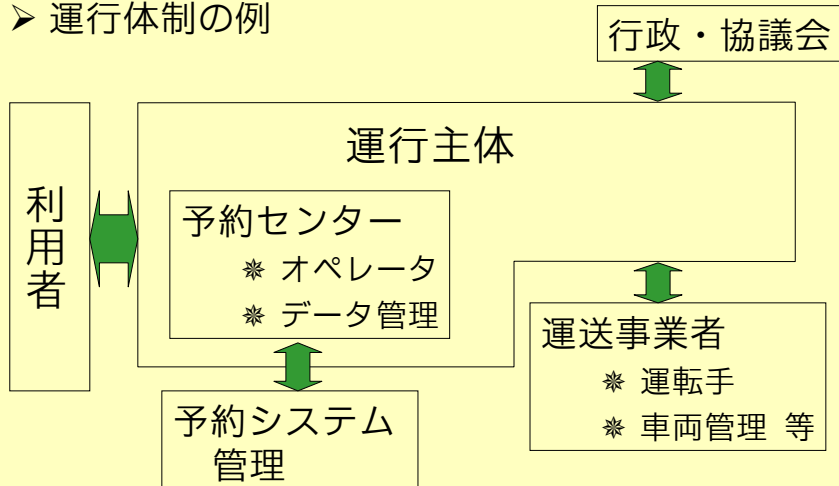 ➢ 運行体制の例
行政・協議会
運行主体
利用者
予約センター
✵ オペレータ
✵ データ管理
運送事業者
✵ 運転手
✵ 車両管理 等
予約システム
管理